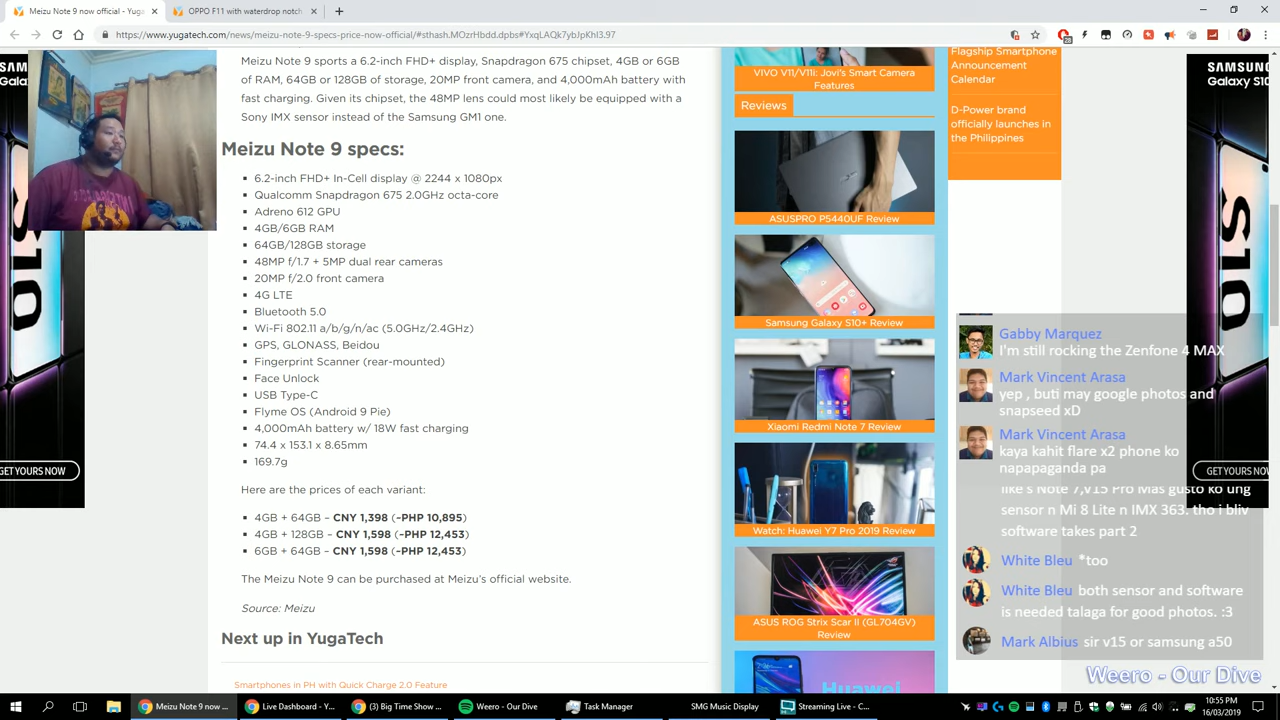 Meizu Note 9 now official - Yuga
OPPO F11 with waterdrop notch
https://www.yugatech.com/news/meizu-note-9-specs-price-now-official/#sthash.MOzrHbdd.dpbs#YxqLAQk7ybJpKhI3.97
28
Meizu Note 9 sports a 6.2-inch FHD+ display, Snapdragon 675 chipset, 4GB or 6GB
of RAM, 64GB or 128GB of storage, 20MP front camera, and 4,000mAh battery with
fast charging. Given its chipset, the 48MP lens could most likely be equipped with a
Sony IMX sensor instead of the Samsung GM1 one.
Meizu Note 9 specs:
6.2-inch FHD+ In-Cell display @ 2244 x 1080px
Qualcomm Snapdragon 675 2.0GHz octa-core
Adreno 612 GPU
4GB/6GB RAM
64GB/128GB storage
48MP f/1.7 + 5MP dual rear cameras
20MP f/2.0 front camera
4G LTE
Bluetooth 5.0
Wi-Fi 802.11 a/b/g/n/ac (5.0GHz/2.4GHz)
GPS, GLONASS, Beidou
Fingerprint Scanner (rear-mounted)
Face Unlock
USB Type-C
Flyme OS (Android 9 Pie)
4,000mAh battery w/ 18W fast charging
74.4 x 153.1 x 8.65mm
169.7g
Here are the prices of each variant:
4GB + 64GB – CNY 1,398 (~PHP 10,895)
4GB + 128GB – CNY 1,598 (~PHP 12,453)
6GB + 64GB – CNY 1,598 (~PHP 12,453)
The Meizu Note 9 can be purchased at Meizu's official website.
Source: Meizu
Next up in YugaTech
Smartphones in PH with Quick Charge 2.0 Feature
VIVO V11/V11i: Jovi's Smart Camera
Features
Reviews
ASUSPRO P5440UF Review
Samsung Galaxy S10+ Review
Xiaomi Redmi Note 7 Review
Watch: Huawei Y7 Pro 2019 Review
ASUS ROG Strix Scar II (GL704GV)
Review
Huawei
Flagship Smartphone
Announcement
Calendar
D-Power brand
officially launches in
the Philippines
SAMSUNG
Galaxy S10
S10
GET YOURS NOW
GET YOURS NOW
Gabby Marquez
I'm still rocking the Zenfone 4 MAX
Mark Vincent Arasa
yep , buti may google photos and
snapseed xD
Mark Vincent Arasa
kaya kahit flare x2 phone ko
napapaganda pa
like s Note 7,V15 Pro Mas gusto ko ung
sensor n Mi 8 Lite n IMX 363. tho i bliv
software takes part 2
White Bleu *too
White Bleu both sensor and software
is needed talaga for good photos. :3
Mark Albius sir v15 or samsung a50
Weero - Our Dive
Meizu Note 9 now ...
Live Dashboard - Y...
(3) Big Time Show ...
Weero - Our Dive
Task Manager
SMG Music Display
Streaming Live - C...
10:55 PM
16/03/2019